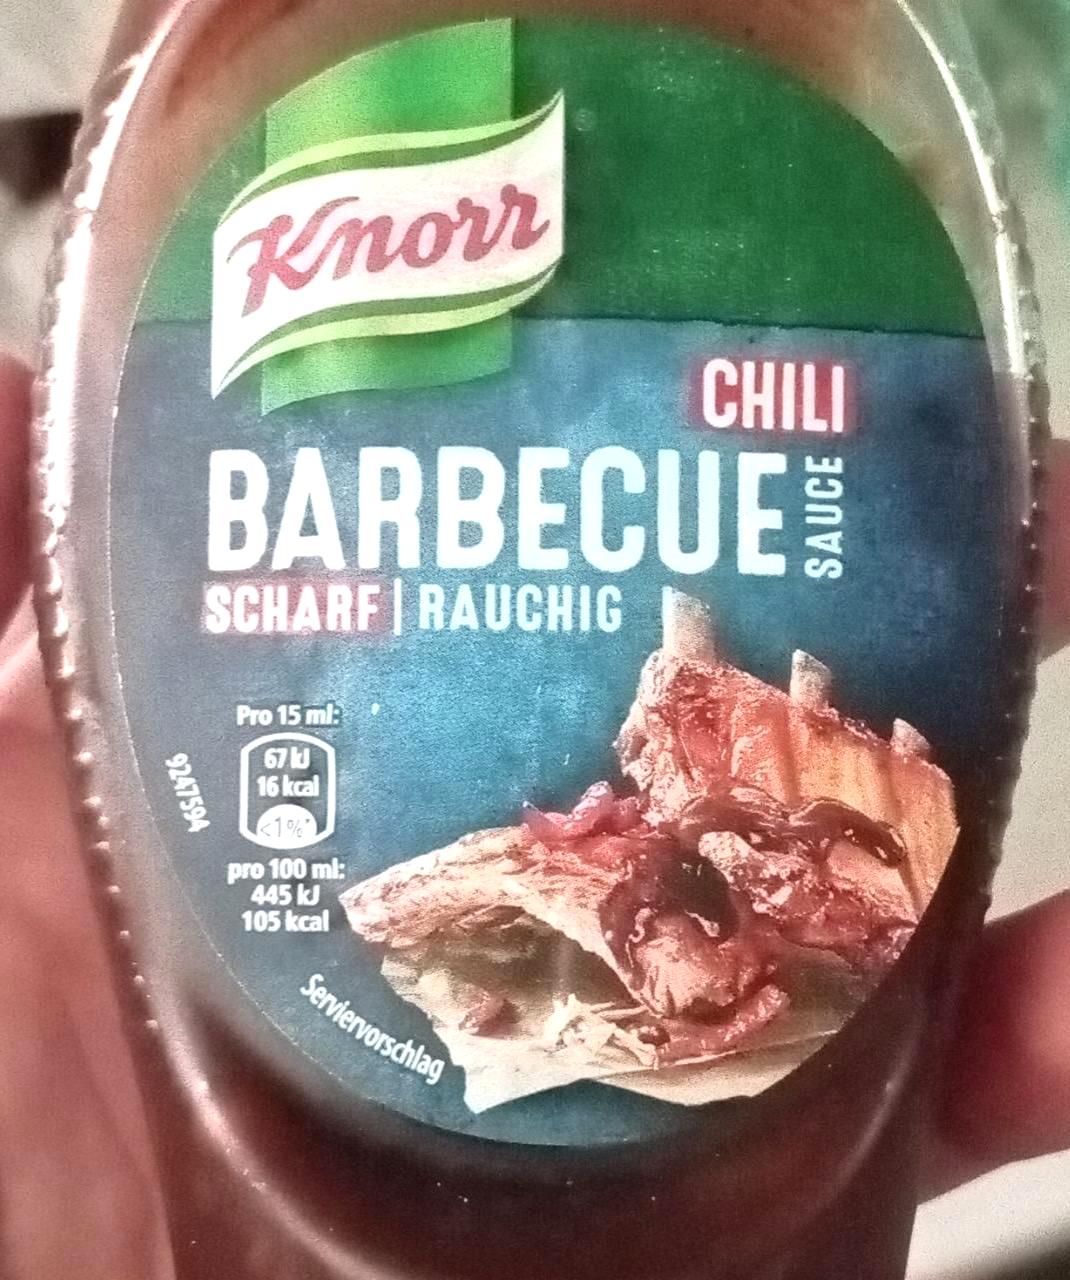 Knorr
CHILI
BARBECUE
SAUCE
SCHARF | RAUCHIG
Pro 15 ml:
67 kJ
16 kcal
<1%*
pro 100 ml:
445 kJ
105 kcal
9247594
Serviervorschlag